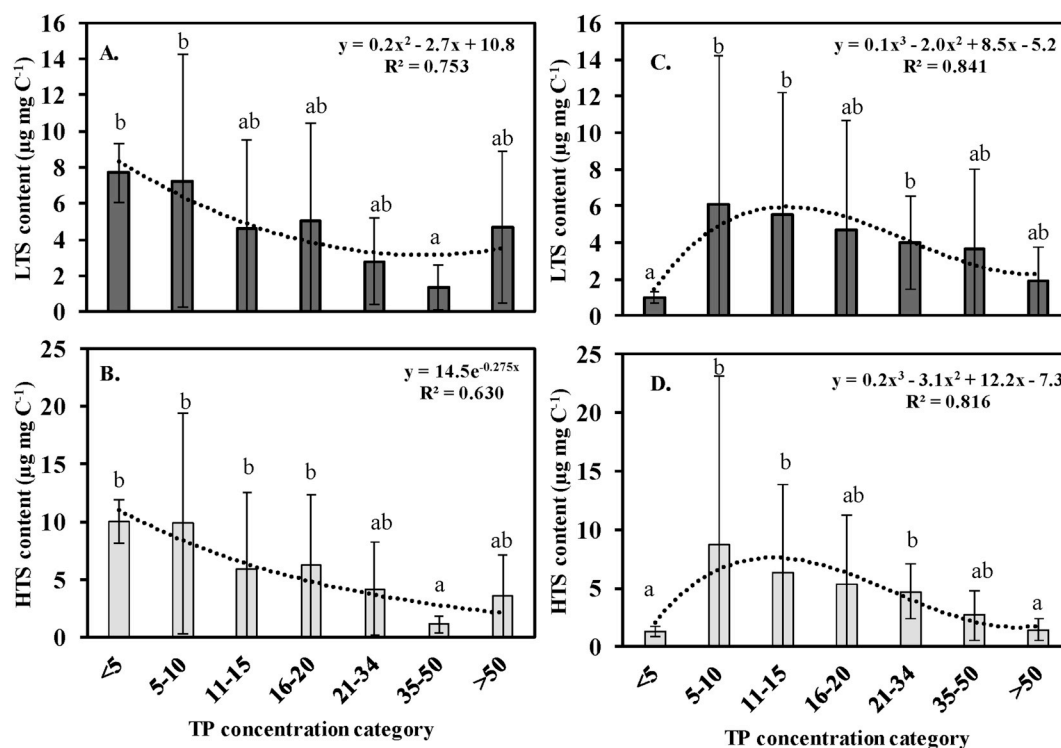 A.
y = 0.2x² - 2.7x + 10.8
R² = 0.753
LTS content (µg mg C⁻¹)
16
14
12
10
8
6
4
2
0
b
b
ab
ab
ab
a
ab
C.
y = 0.1x³ - 2.0x² + 8.5x - 5.2
R² = 0.841
LTS content (µg mg C⁻¹)
16
14
12
10
8
6
4
2
0
a
b
b
ab
b
ab
ab
B.
y = 14.5e⁻⁰·²⁷⁵ˣ
R² = 0.630
HTS content (µg mg C⁻¹)
25
20
15
10
5
0
b
b
b
b
ab
a
ab
<5
5-10
11-15
16-20
21-34
35-50
>50
TP concentration category
D.
y = 0.2x³ - 3.1x² + 12.2x - 7.3
R² = 0.816
HTS content (µg mg C⁻¹)
25
20
15
10
5
0
a
b
b
ab
b
ab
a
<5
5-10
11-15
16-20
21-34
35-50
>50
TP concentration category